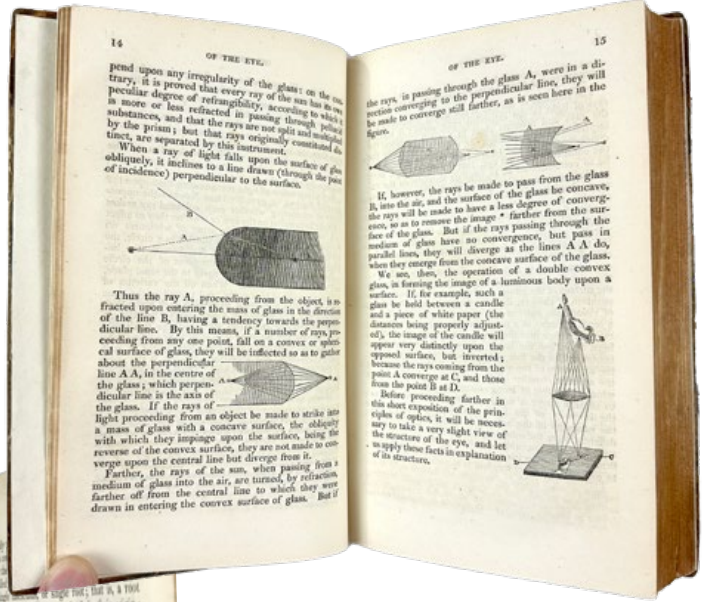 14
OF THE EYE.
pend upon any irregularity of the glass: on the con-
trary, it is proved that every ray of the sun has its own
peculiar degree of refrangibility, according to which it
is more or less refracted in passing through pellucid
substances, and that the rays are not split and multiplied
by the prism; but that rays originally constituted dis-
tinct, are separated by this instrument.
When a ray of light falls upon the surface of glass
obliquely, it inclines to a line drawn (through the point
of incidence) perpendicular to the surface.
B
A
Thus the ray A, proceeding from the object, is re-
fracted upon entering the mass of glass in the direction
of the line B, having a tendency towards the perpen-
dicular line. By this means, if a number of rays, pro-
ceeding from any one point, fall on a convex or spheri-
cal surface of glass, they will be inflected so as to gather
about the perpendicular
line A A, in the centre of
the glass; which perpen-
dicular line is the axis of
the glass. If the rays of
A
A
light proceeding from an object be made to strike into
a mass of glass with a concave surface, the obliquity
with which they impinge upon the surface, being the
reverse of the convex surface, they are not made to con-
verge upon the central line but diverge from it.
Farther, the rays of the sun, when passing from a
medium of glass into the air, are turned, by refraction,
farther off from the central line to which they were
drawn in entering the convex surface of glass. But if
OF THE EYE.
15
the rays, in passing through the glass A, were in a di-
rection converging to the perpendicular line, they will
be made to converge still farther, as is seen here in the
figure.
If, however, the rays be made to pass from the glass
B, into the air, and the surface of the glass be concave,
the rays will be made to have a less degree of converg-
ence, so as to remove the image * farther from the sur-
face of the glass. But if the rays passing through the
medium of glass have no convergence, but pass in
parallel lines, they will diverge as the lines A A do,
when they emerge from the concave surface of the glass.
We see, then, the operation of a double convex
glass, in forming the image of a luminous body upon a
surface. If, for example, such a
glass be held between a candle
and a piece of white paper (the
distances being properly adjust-
ed), the image of the candle will
appear very distinctly upon the
opposed surface, but inverted;
because the rays coming from the
point A converge at C, and those
from the point B at D.
Before proceeding farther in
this short exposition of the prin-
ciples of optics, it will be neces-
sary to take a very slight view of
the structure of the eye, and let
us apply these facts in explanation
of its structure.
or single root; that is, a root